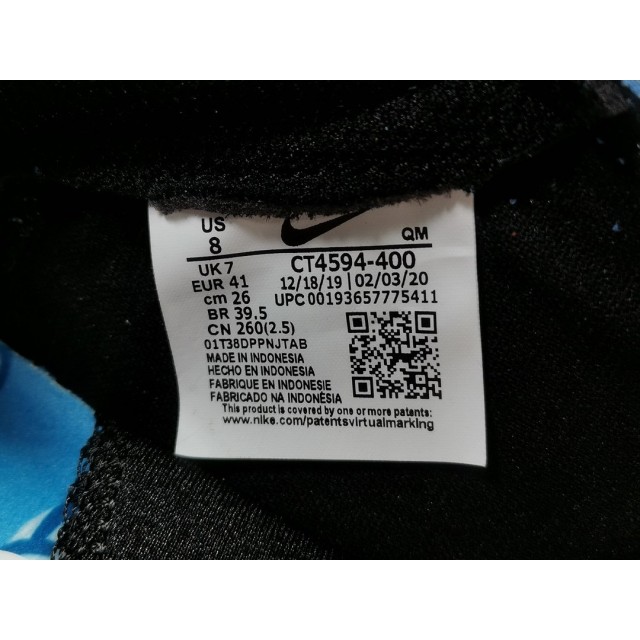 US
8
QM
UK 7
CT4594-400
EUR 41
12/18/19 | 02/03/20
cm 26
UPC 00193657775411
BR 39.5
CN 260(2.5)
01T38DPPNJTAB
MADE IN INDONESIA
HECHO EN INDONESIA
FABRIQUE EN INDONESIE
FABRICADO NA INDONÉSIA
This product is covered by one or more patents:
www.nike.com/patentsvirtualmarking